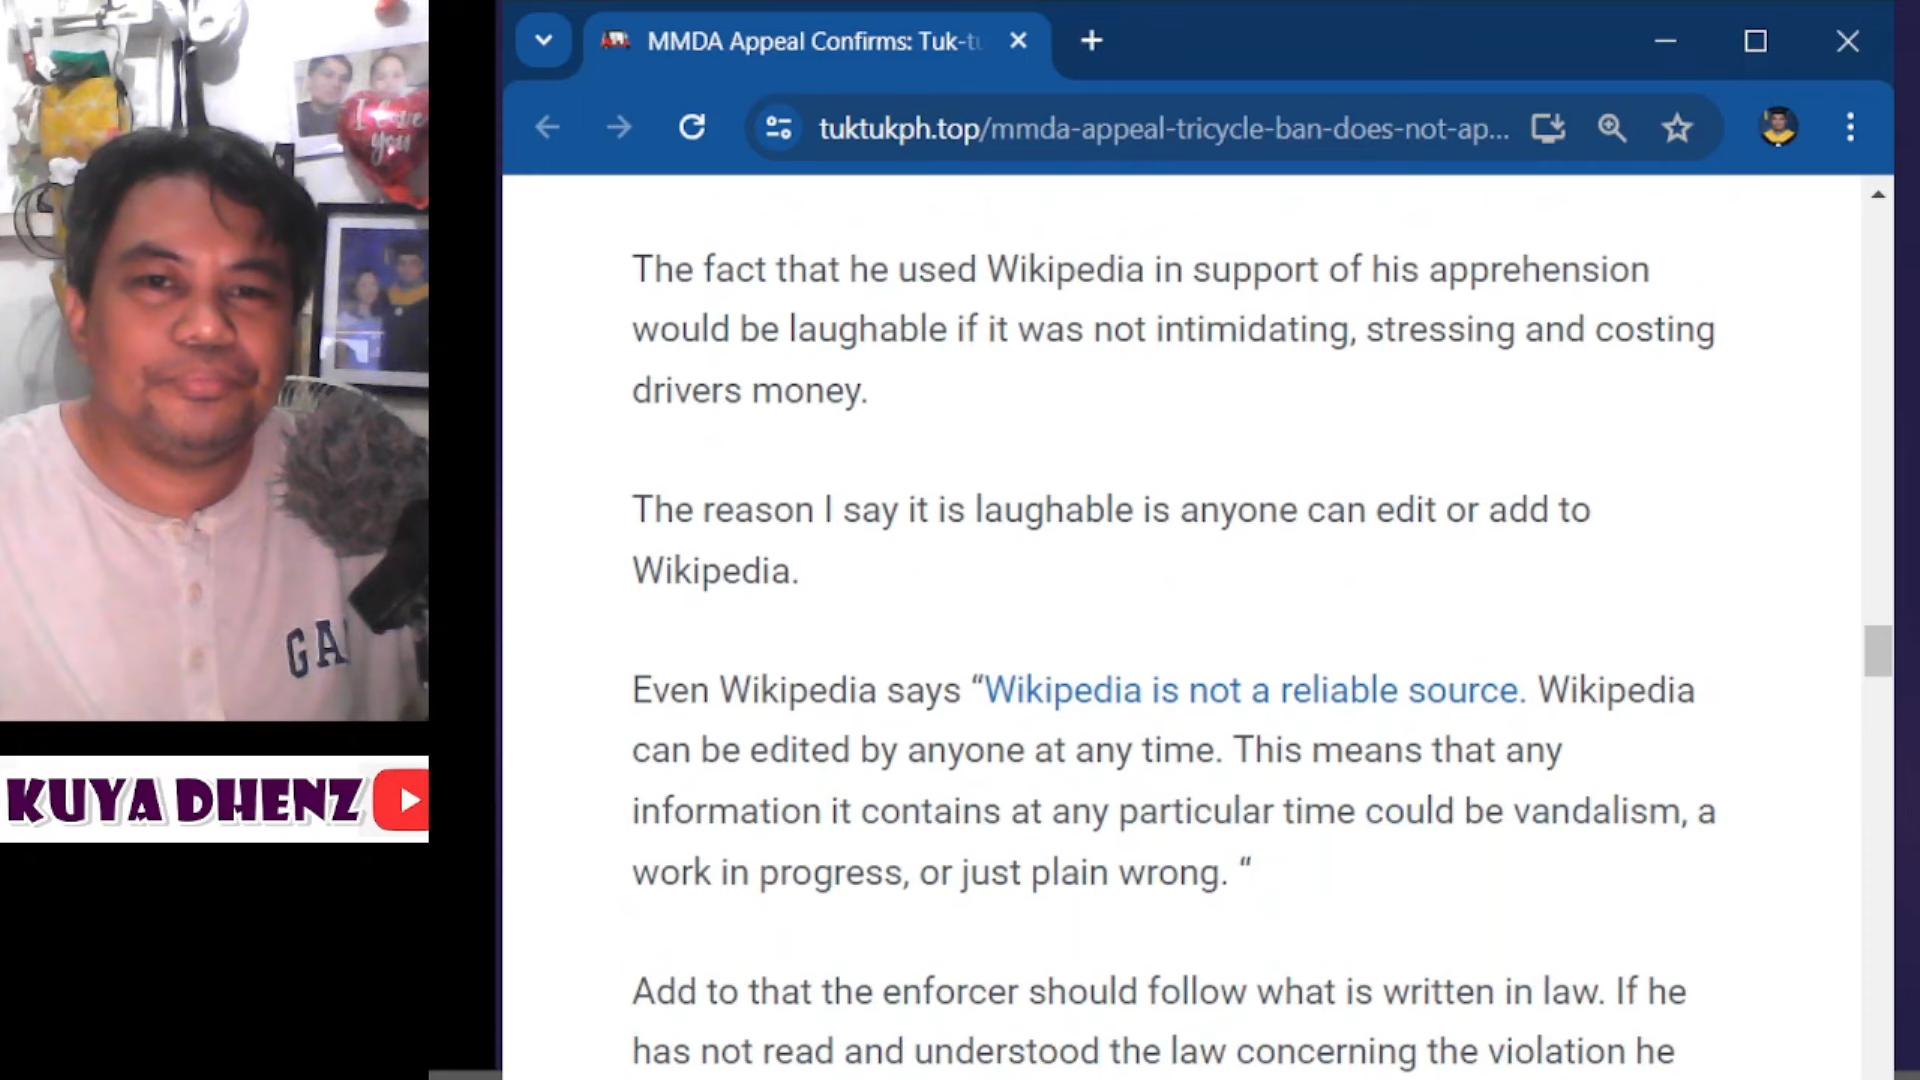 MMDA Appeal Confirms: Tuk-tu
tuktukph.top/mmda-appeal-tricycle-ban-does-not-ap...
I love
you
The fact that he used Wikipedia in support of his apprehension
would be laughable if it was not intimidating, stressing and costing
drivers money.
The reason I say it is laughable is anyone can edit or add to
Wikipedia.
Even Wikipedia says “Wikipedia is not a reliable source. Wikipedia
can be edited by anyone at any time. This means that any
information it contains at any particular time could be vandalism, a
work in progress, or just plain wrong. “
Add to that the enforcer should follow what is written in law. If he
has not read and understood the law concerning the violation he
GA
KUYA DHENZ